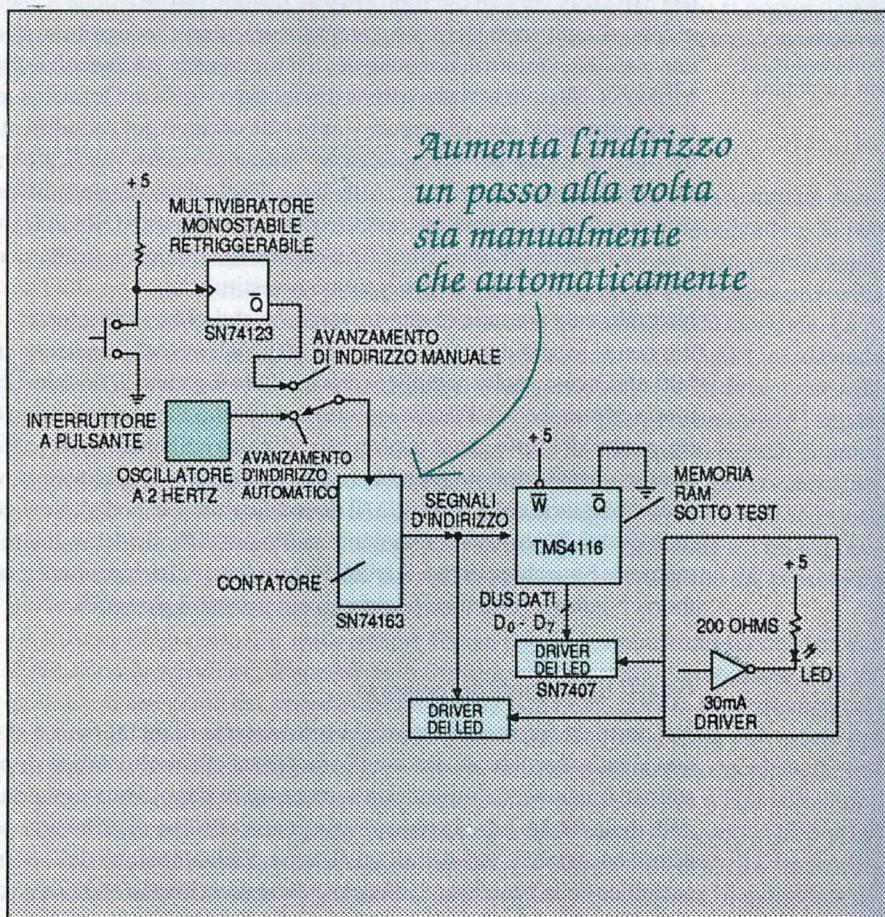 Aumenta l'indirizzo
un passo alla volta
sia manualmente
che automaticamente
+ 5
MULTIVIBRATORE
MONOSTABILE
RETRIGGERABILE
Q̅
SN74123
AVANZAMENTO
DI INDIRIZZO MANUALE
INTERRUTTORE
A PULSANTE
OSCILLATORE
A 2 HERTZ
AVANZAMENTO
D'INDIRIZZO
AUTOMATICO
CONTATORE
SN74163
SEGNALI
D'INDIRIZZO
+ 5
W̅
Q̅
TMS4116
MEMORIA
RAM
SOTTO TEST
DUS DATI
D₀ - D₇
DRIVER
DEI LED
SN7407
DRIVER
DEI LED
+ 5
200 OHMS
LED
30mA
DRIVER